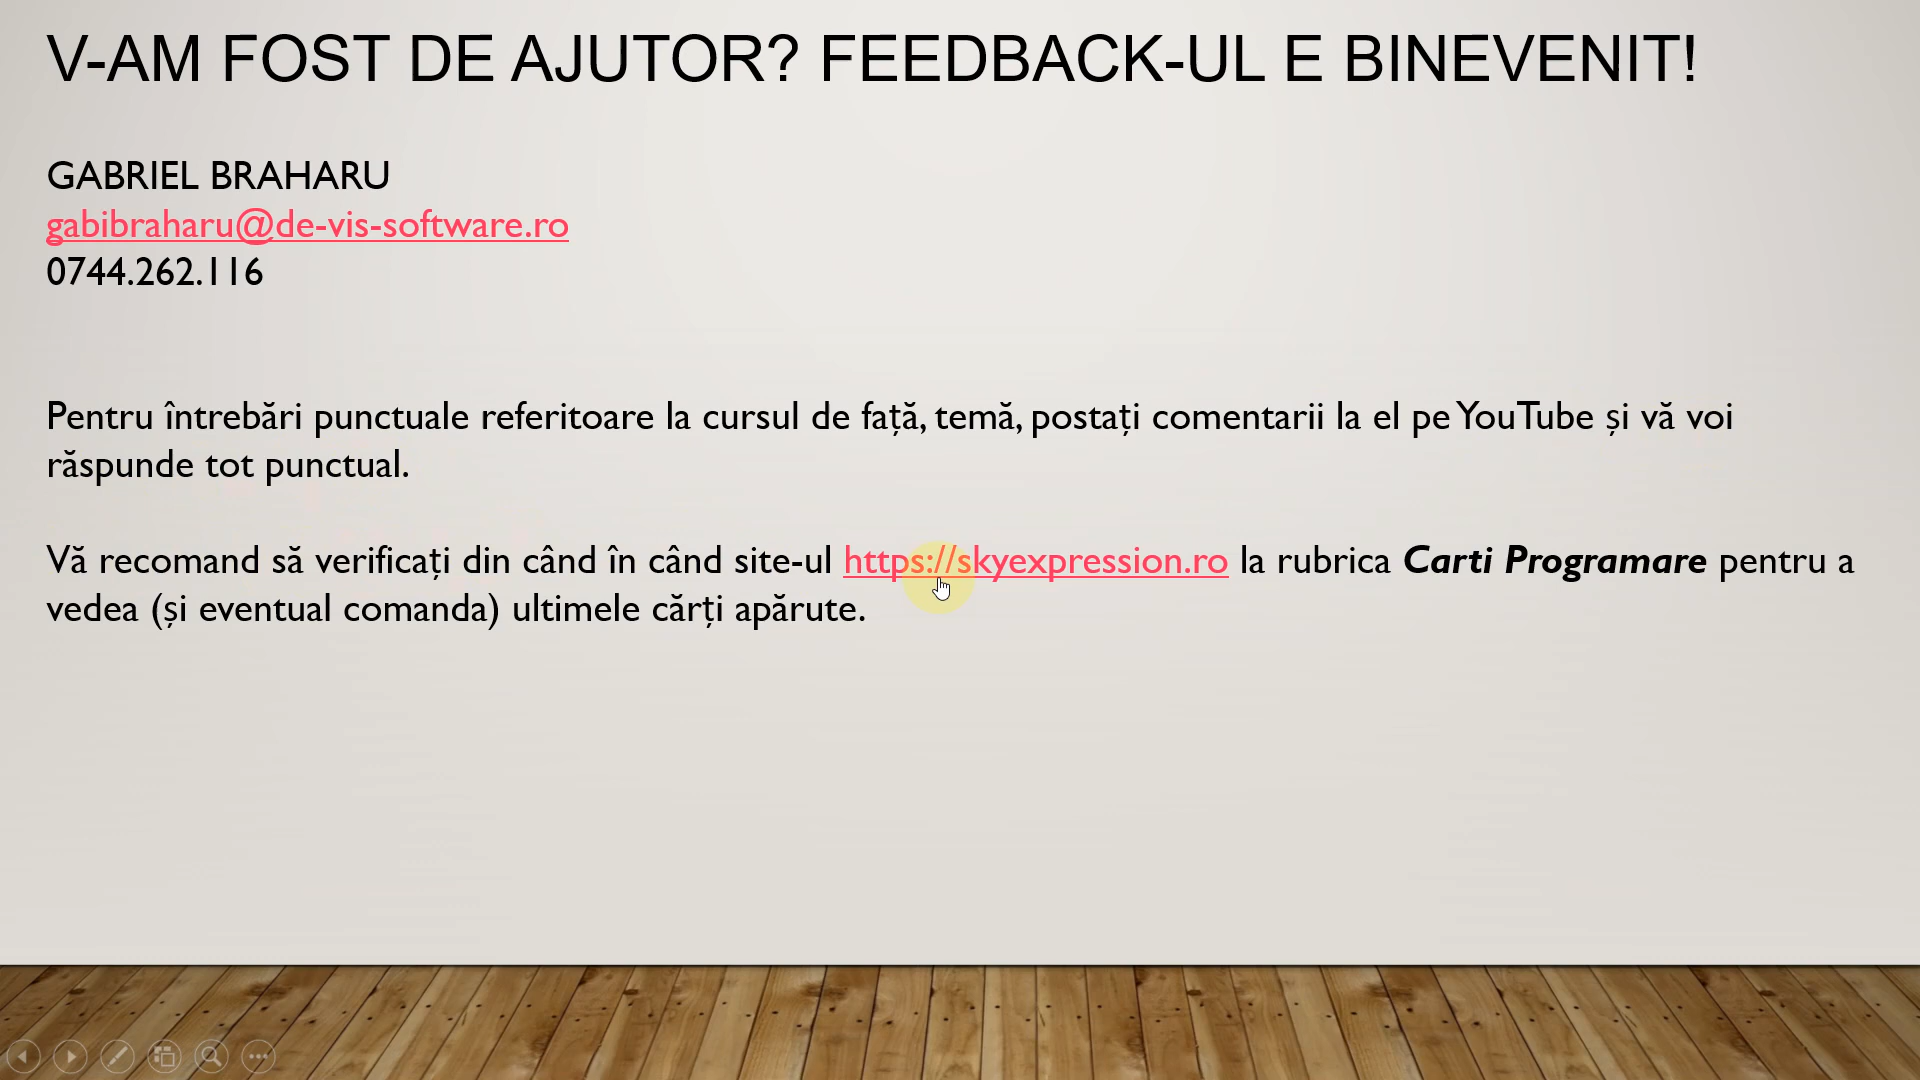 V-AM FOST DE AJUTOR? FEEDBACK-UL E BINEVENIT!
GABRIEL BRAHARU
gabibraharu@de-vis-software.ro
0744.262.116
Pentru întrebări punctuale referitoare la cursul de față, temă, postați comentarii la el pe YouTube și vă voi
răspunde tot punctual.
Vă recomand să verificați din când în când site-ul https://skyexpression.ro la rubrica Carti Programare pentru a
vedea (și eventual comanda) ultimele cărți apărute.